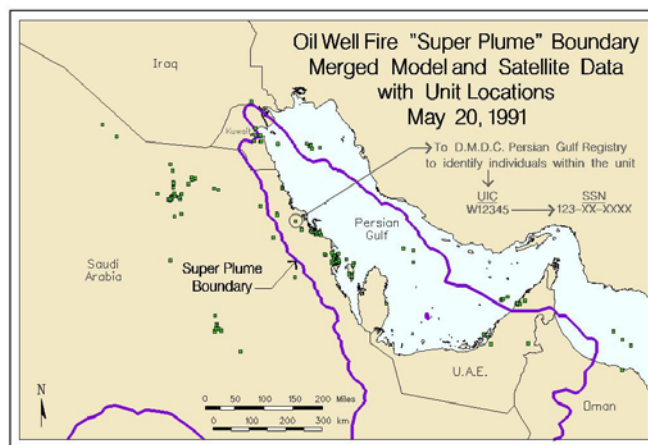 Oil Well Fire "Super Plume" Boundary
Merged Model and Satellite Data
with Unit Locations
May 20, 1991
Iraq
Kuwait
To D.M.D.C. Persian Gulf Registry
to identify individuals within the unit
UIC
W12345
SSN
123-XX-XXXX
Persian
Gulf
Saudi
Arabia
Super Plume
Boundary
U.A.E.
Oman
N
0 50 100 150 200
Miles
0 100 200 300
km